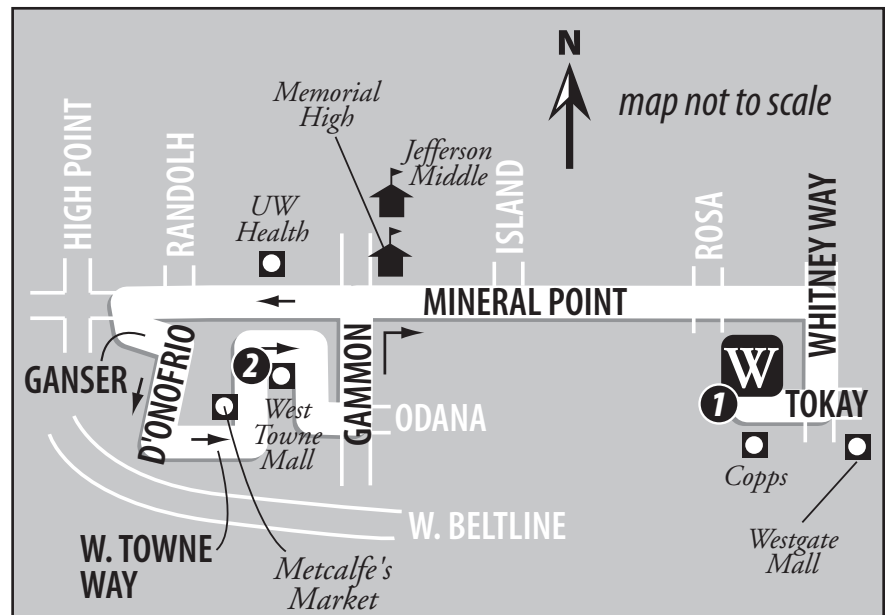 N
map not to scale
Memorial
High
Jefferson
Middle
HIGH POINT
RANDOLH
UW
Health
ISLAND
ROSA
WHITNEY WAY
MINERAL POINT
GANSER
D'ONOFRIO
2
West
Towne
Mall
GAMMON
ODANA
W
1
TOKAY
Copps
Westgate
Mall
W. BELTLINE
W. TOWNE
WAY
Metcalfe's
Market